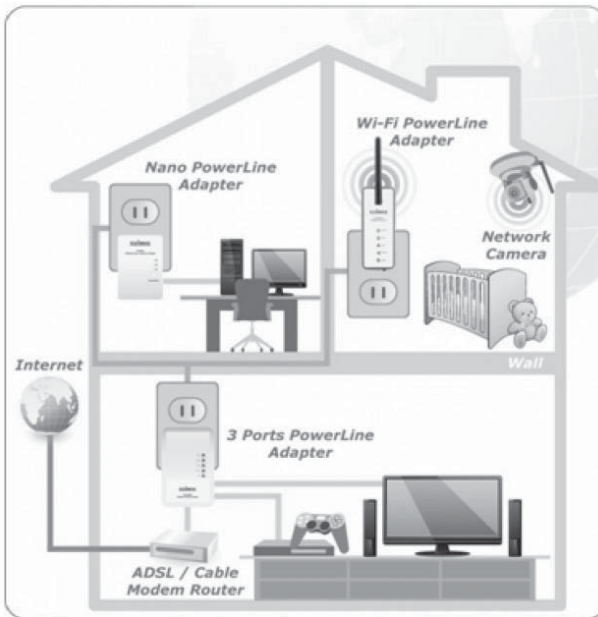 Wi-Fi PowerLine
Adapter
Nano PowerLine
Adapter
Network
Camera
Internet
Wall
3 Ports PowerLine
Adapter
ADSL / Cable
Modem Router